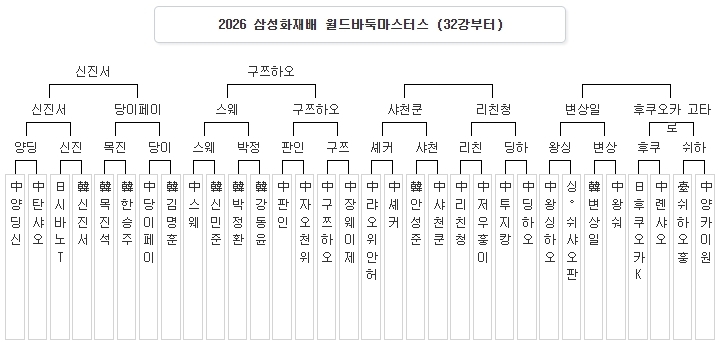 2026 삼성화재배 월드바둑마스터스 (32강부터)
신진서 구쯔하오
신진서 당이페이 스웨 구쯔하오 샤천쿤 리친청 변상일 후쿠오카 고타로
양딩 신진 목진 당이 스웨 박정 판인 구쯔 셰커 샤천 리친 딩하 왕싱 변상 후쿠 쉬하
中양딩신
中탄샤오
日시바노T
韓신진서
韓목진석
韓한승주
中당이페이
韓김명훈
中스웨
韓신민준
韓박정환
韓강동윤
中판인
中자오천위
中구쯔하오
中장웨이제
中랴오위안허
中셰커
韓안성준
中샤천쿤
中리친청
中저우훙이
中투지캉
中딩하오
中왕싱하오
싱°쉬샤오판
韓변상일
中왕숴
日후쿠오카K
中롄샤오
臺쉬하오훙
中양카이원